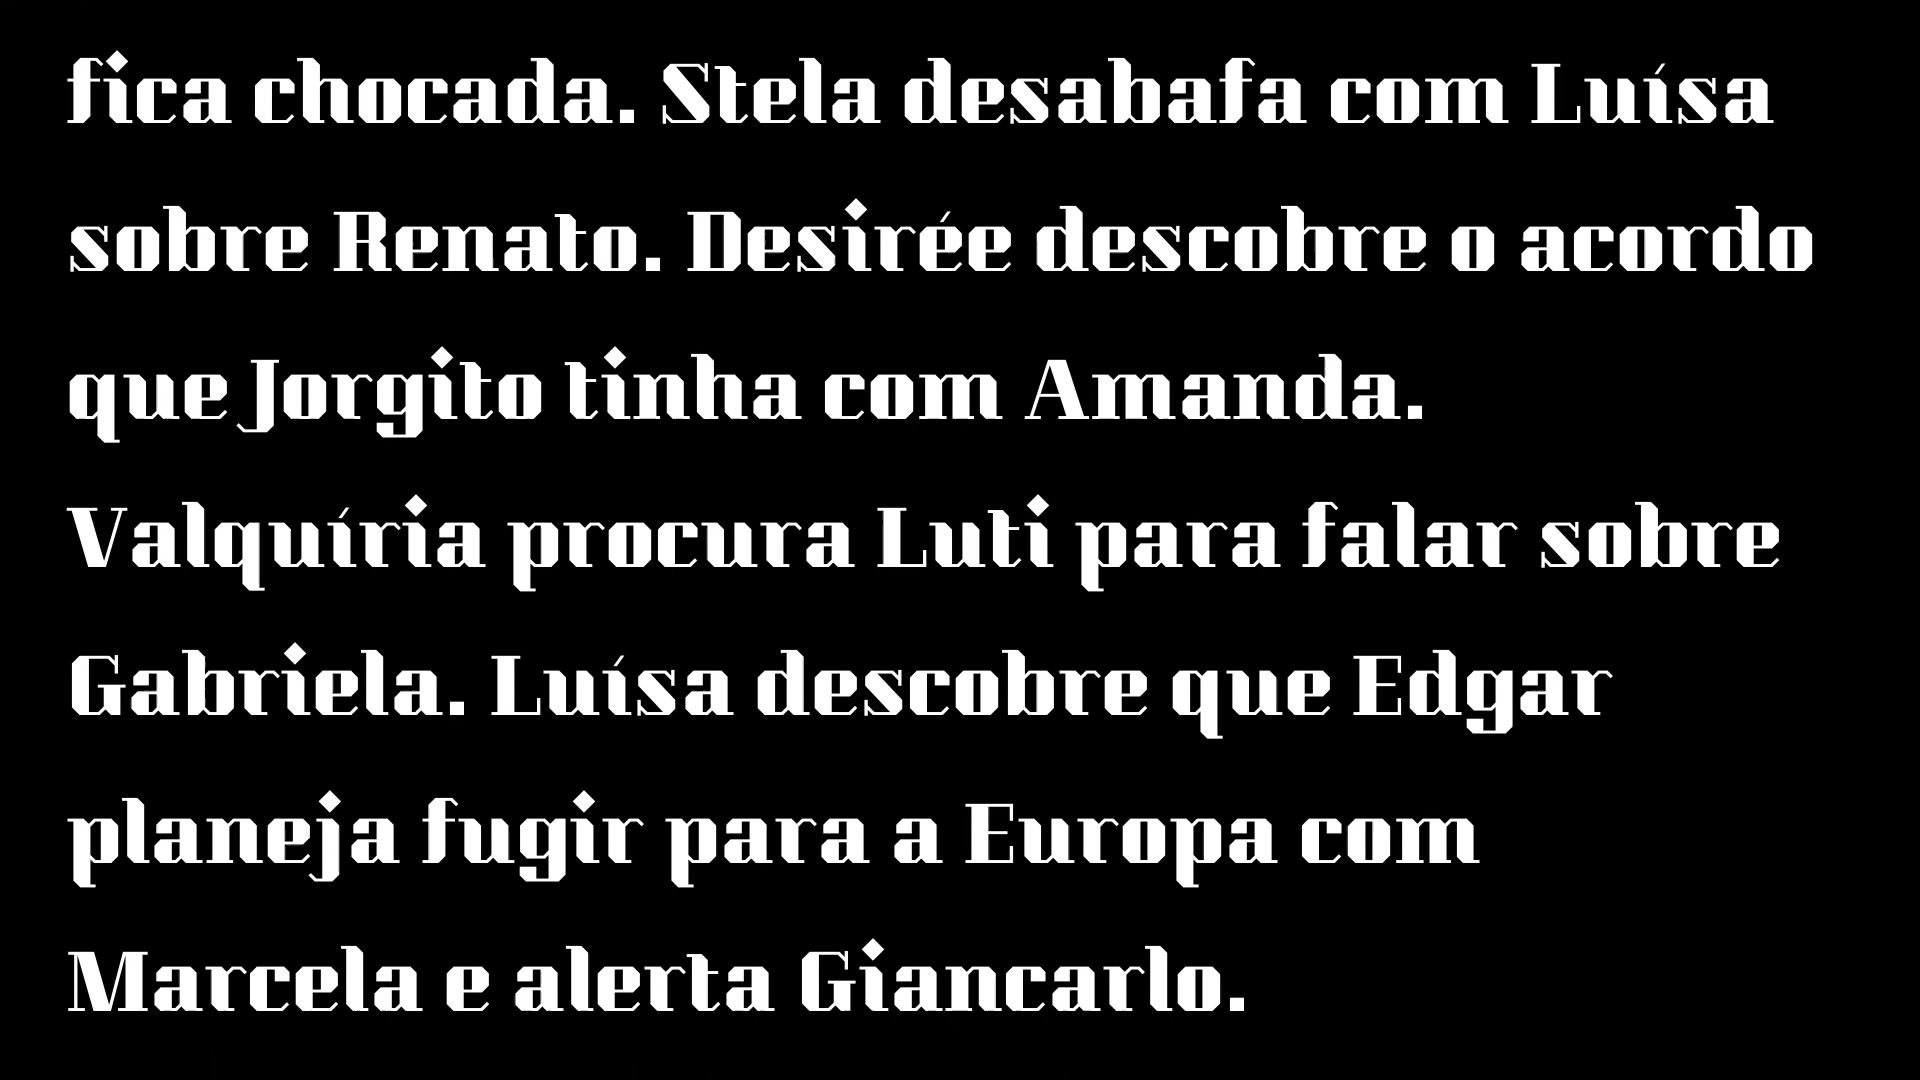 fica chocada. Stela desabafa com Luísa
sobre Renato. Desirée descobre o acordo
que Jorgito tinha com Amanda.
Valquíria procura Luti para falar sobre
Gabriela. Luísa descobre que Edgar
planeja fugir para a Europa com
Marcela e alerta Giancarlo.